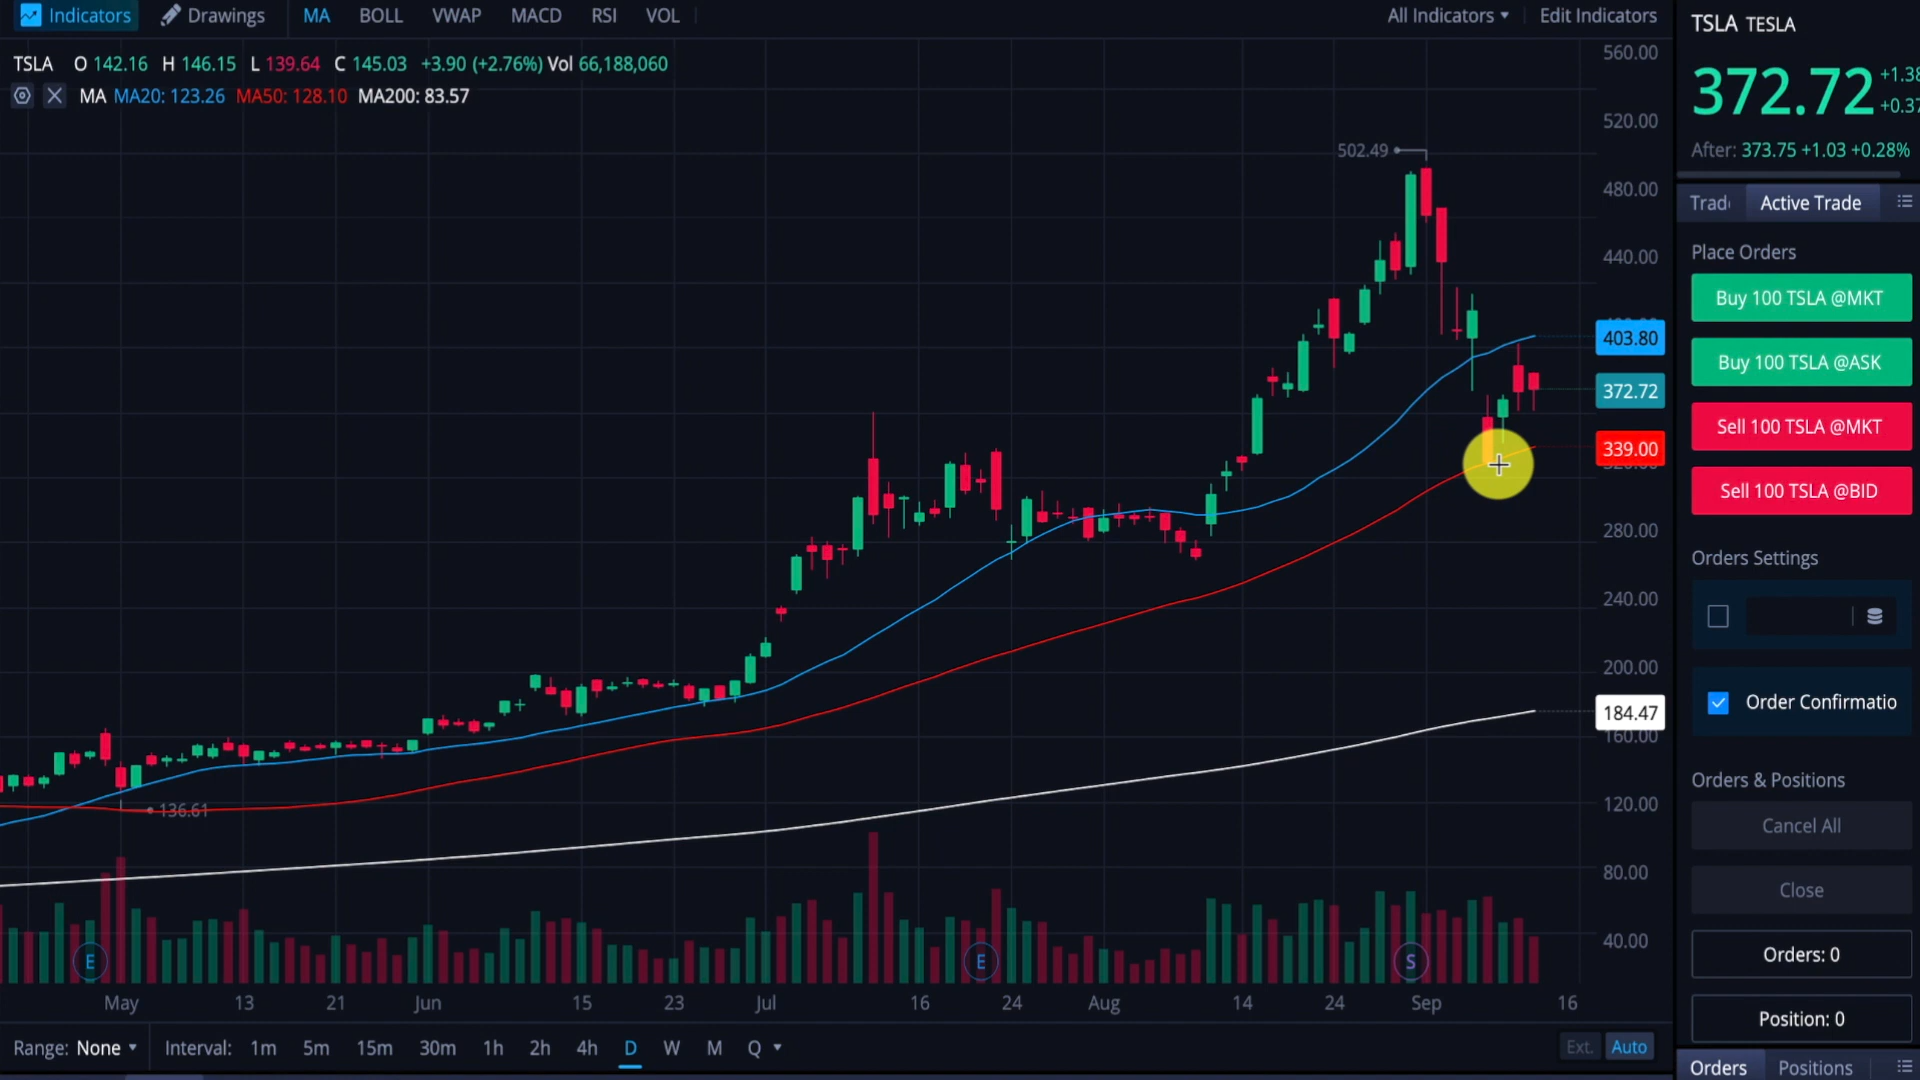 Indicators Drawings MA BOLL VWAP MACD RSI VOL All Indicators Edit Indicators
TSLA O 142.16 H 146.15 L 139.64 C 145.03 +3.90 (+2.76%) Vol 66,188,060
MA MA20: 123.26 MA50: 128.10 MA200: 83.57
502.49
136.61
560.00
520.00
480.00
440.00
403.80
372.72
339.00
280.00
240.00
200.00
184.47
160.00
120.00
80.00
40.00
E E S
May 13 21 Jun 15 23 Jul 16 24 Aug 14 24 Sep 16
Range: None Interval: 1m 5m 15m 30m 1h 2h 4h D W M Q Ext. Auto
TSLA TESLA
372.72 +1.38
+0.37
After: 373.75 +1.03 +0.28%
Trad Active Trade
Place Orders
Buy 100 TSLA @MKT
Buy 100 TSLA @ASK
Sell 100 TSLA @MKT
Sell 100 TSLA @BID
Orders Settings
Order Confirmatio
Orders & Positions
Cancel All
Close
Orders: 0
Position: 0
Orders Positions